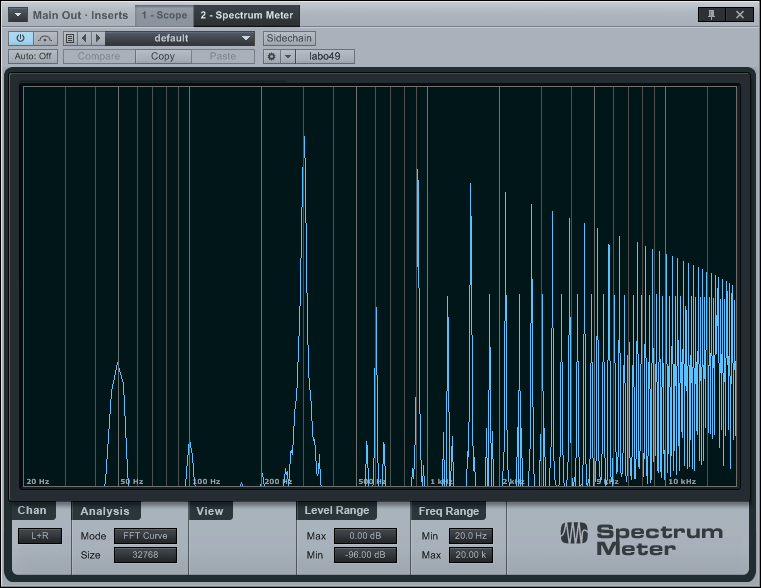 Main Out · Inserts 1 - Scope 2 - Spectrum Meter
default Sidechain
Auto: Off Compare Copy Paste labo49
20 Hz 50 Hz 100 Hz 200 Hz 500 Hz 1 kHz 2 kHz 5 kHz 10 kHz
Chan Analysis View Level Range Freq Range
L+R Mode FFT Curve Max 0.00 dB Min 20.0 Hz
Size 32768 Min -96.00 dB Max 20.00 k
Spectrum
Meter